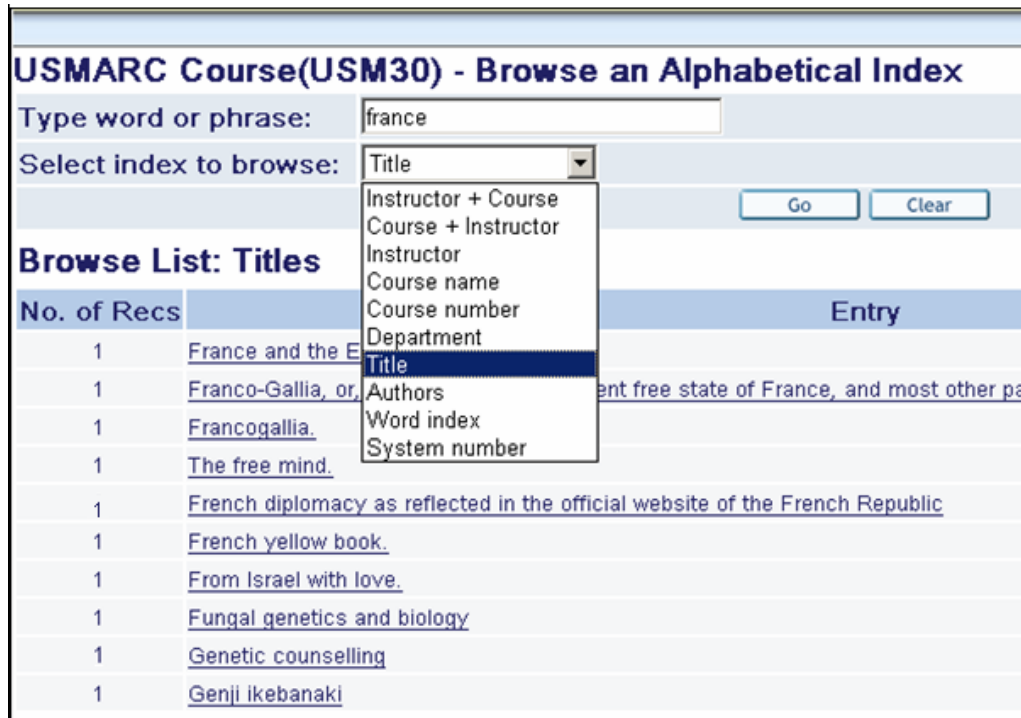 USMARC Course(USM30) - Browse an Alphabetical Index
Type word or phrase: france
Select index to browse: Title
Instructor + Course
Go Clear
Course + Instructor
Instructor
Browse List: Titles
Course name
Course number
No. of Recs Entry
Department
1 France and the E
Title
1 Franco-Gallia, or, ent free state of France, and most other pa
Authors
1 Francogallia.
Word index
System number
1 The free mind.
1 French diplomacy as reflected in the official website of the French Republic
1 French yellow book.
1 From Israel with love.
1 Fungal genetics and biology
1 Genetic counselling
1 Genji ikebanaki